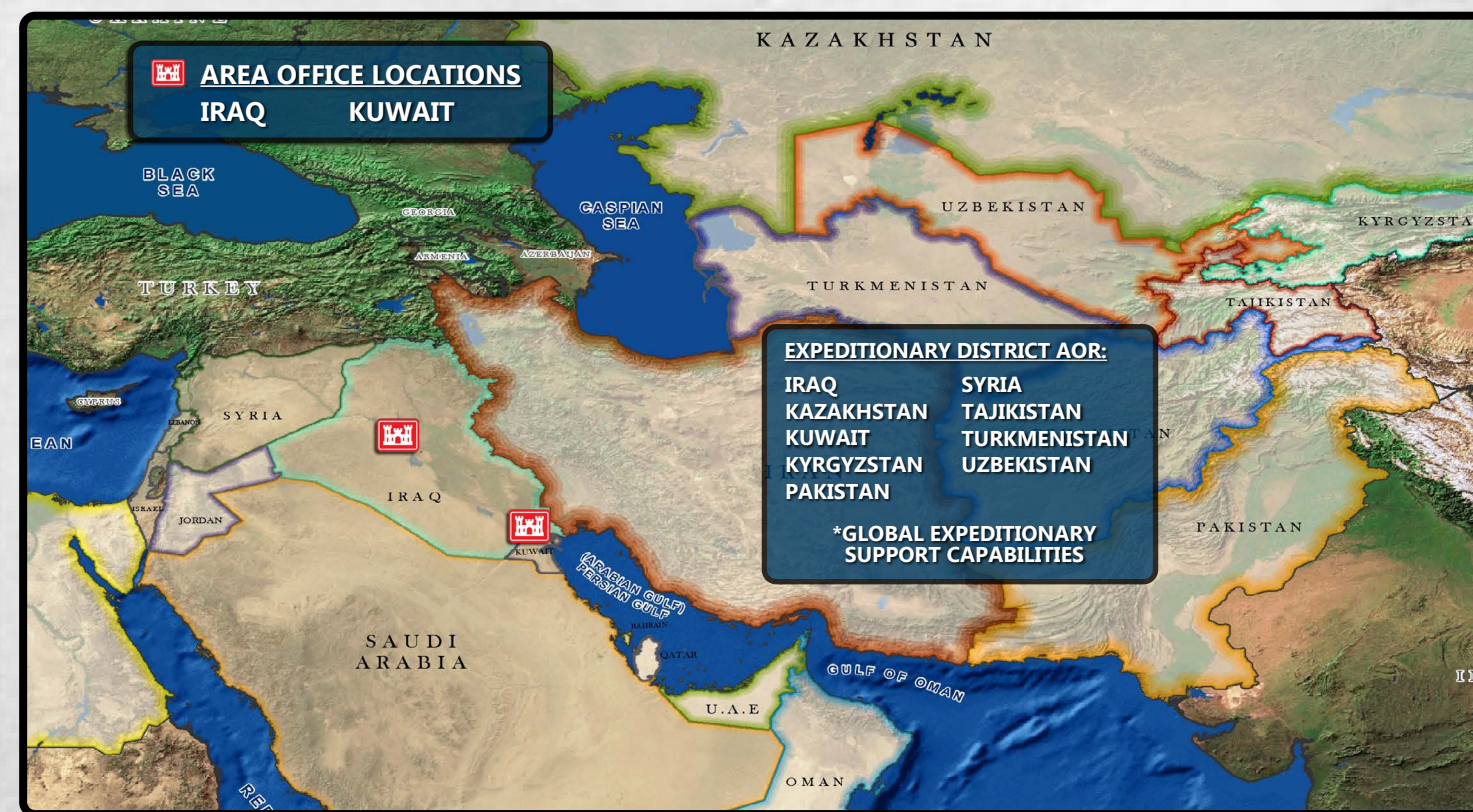 KAZAKHSTAN
AREA OFFICE LOCATIONS
IRAQ KUWAIT
BLACK
SEA
GEORGIA
CASPIAN
SEA
UZBEKISTAN
KYRGYZSTA
ARMENIA
AZERBAIJAN
TURKEY
TURKMENISTAN
TAJIKISTAN
EXPEDITIONARY DISTRICT AOR:
IRAQ SYRIA
KAZAKHSTAN TAJIKISTAN
KUWAIT TURKMENISTAN
KYRGYZSTAN UZBEKISTAN
PAKISTAN
*GLOBAL EXPEDITIONARY
SUPPORT CAPABILITIES
CYPRUS
SYRIA
LEBANON
EAN
IRAN
IRAQ
ISRAEL
JORDAN
PAKISTAN
KUWAIT
(ARABIAN GULF)
PERSIAN GULF
BAHRAIN
SAUDI
ARABIA
QATAR
GULF OF OMAN
U.A.E
OMAN